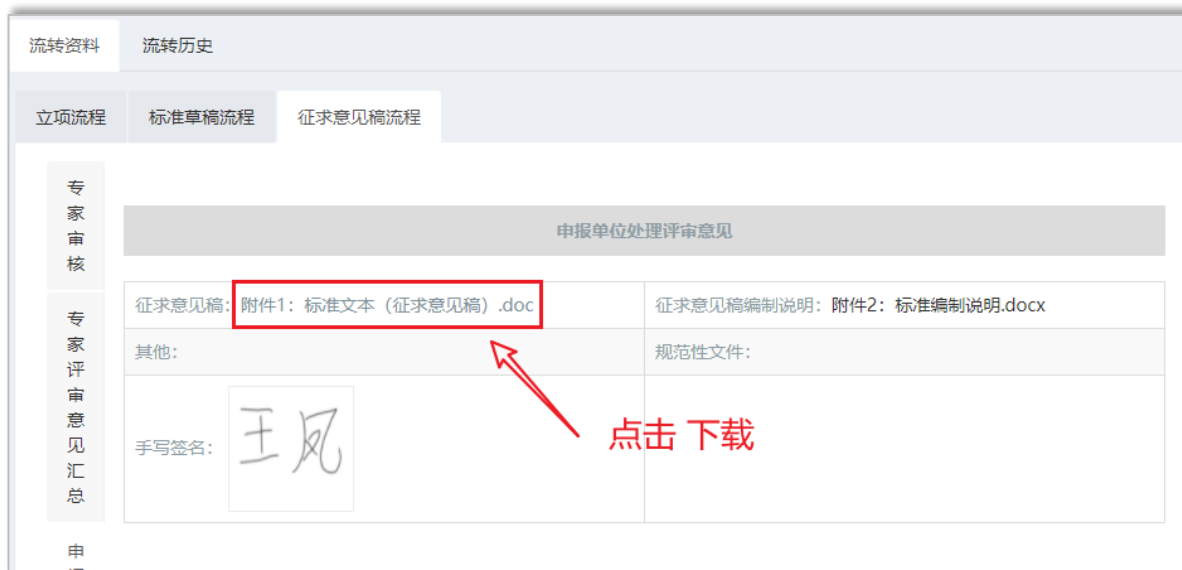 流转资料 流转历史
立项流程 标准草稿流程 征求意见稿流程
专家审核
专家评审意见汇总
申
申报单位处理评审意见
征求意见稿: 附件1：标准文本（征求意见稿）.doc 征求意见稿编制说明: 附件2：标准编制说明.docx
其他: 规范性文件:
手写签名: 王凤
点击 下载